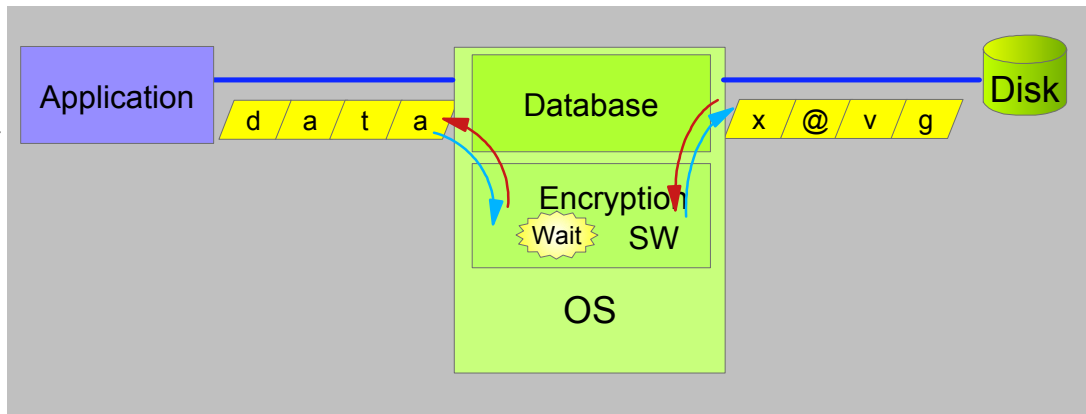 Application
d a t a
Database
x @ v g
Disk
Encryption
Wait
SW
OS